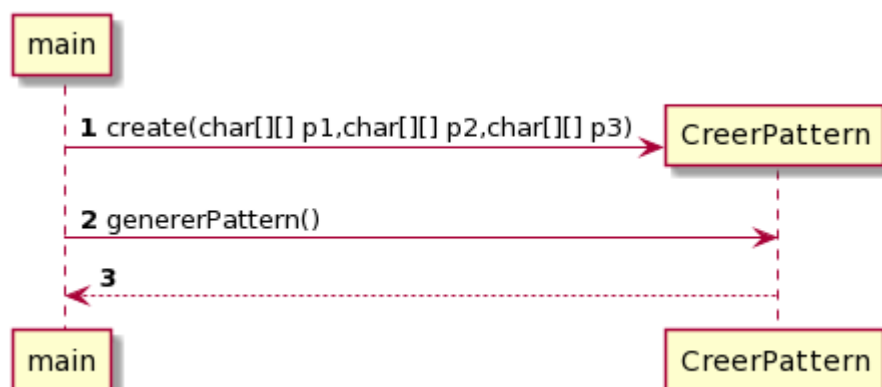 main
1 create(char[][] p1,char[][] p2,char[][] p3)
CreerPattern
2 genererPattern()
3
main
CreerPattern